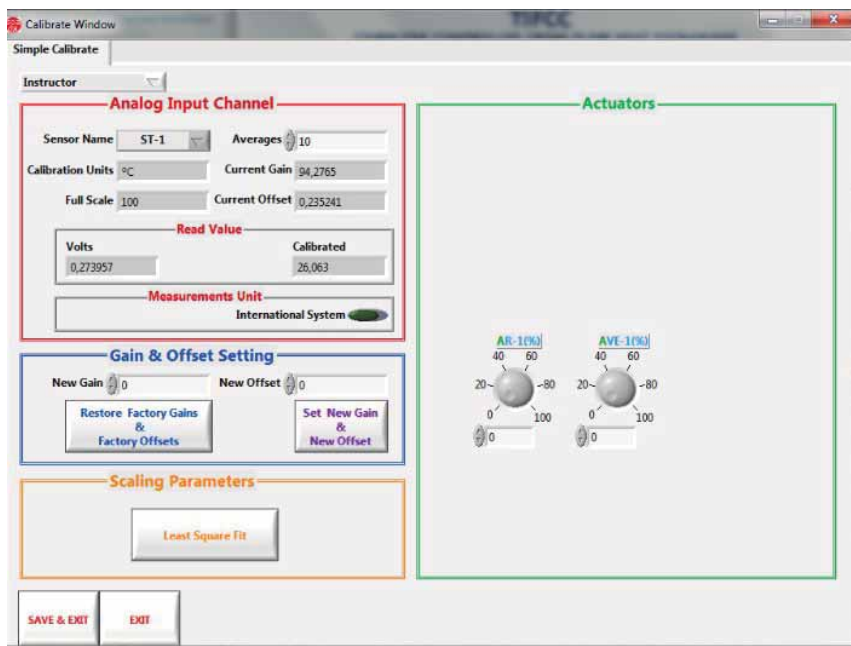 Calibrate Window
TIFCC
Simple Calibrate
Instructor
Analog Input Channel
Sensor Name ST-1 Averages 10
Calibration Units ºC Current Gain 94,2765
Full Scale 100 Current Offset 0,235241
Read Value
Volts Calibrated
0,273957 26,063
Measurements Unit
International System
Gain & Offset Setting
New Gain 0 New Offset 0
Restore Factory Gains
&
Factory Offsets
Set New Gain
&
New Offset
Scaling Parameters
Least Square Fit
SAVE & EXIT
EXIT
Actuators
AR-1(%)
40 60
20 80
0 100
0
AVE-1(%)
40 60
20 80
0 100
0